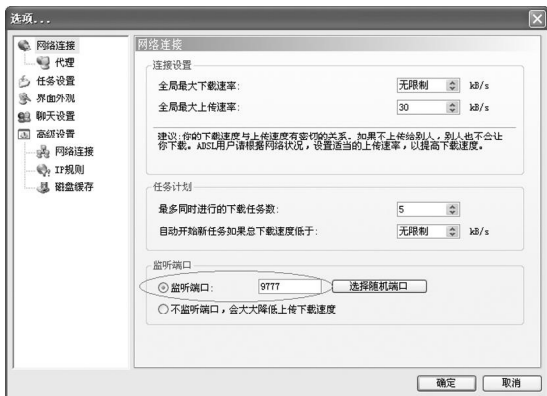 选项...
网络连接
代理
任务设置
界面外观
聊天设置
高级设置
网络连接
IP规则
磁盘缓存
网络连接
连接设置
全局最大下载速率: 无限制 kB/s
全局最大上传速率: 30 kB/s
建议:你的下载速度与上传速度有密切的关系。如果不上传给别人,别人也不会让
你下载。ADSL用户请根据网络状况,设置适当的上传速率,以提高下载速度。
任务计划
最多同时进行的下载任务数: 5
自动开始新任务如果总下载速度低于: 无限制 kB/s
监听端口
监听端口: 9777 选择随机端口
不监听端口,会大大降低上传下载速度
确定 取消